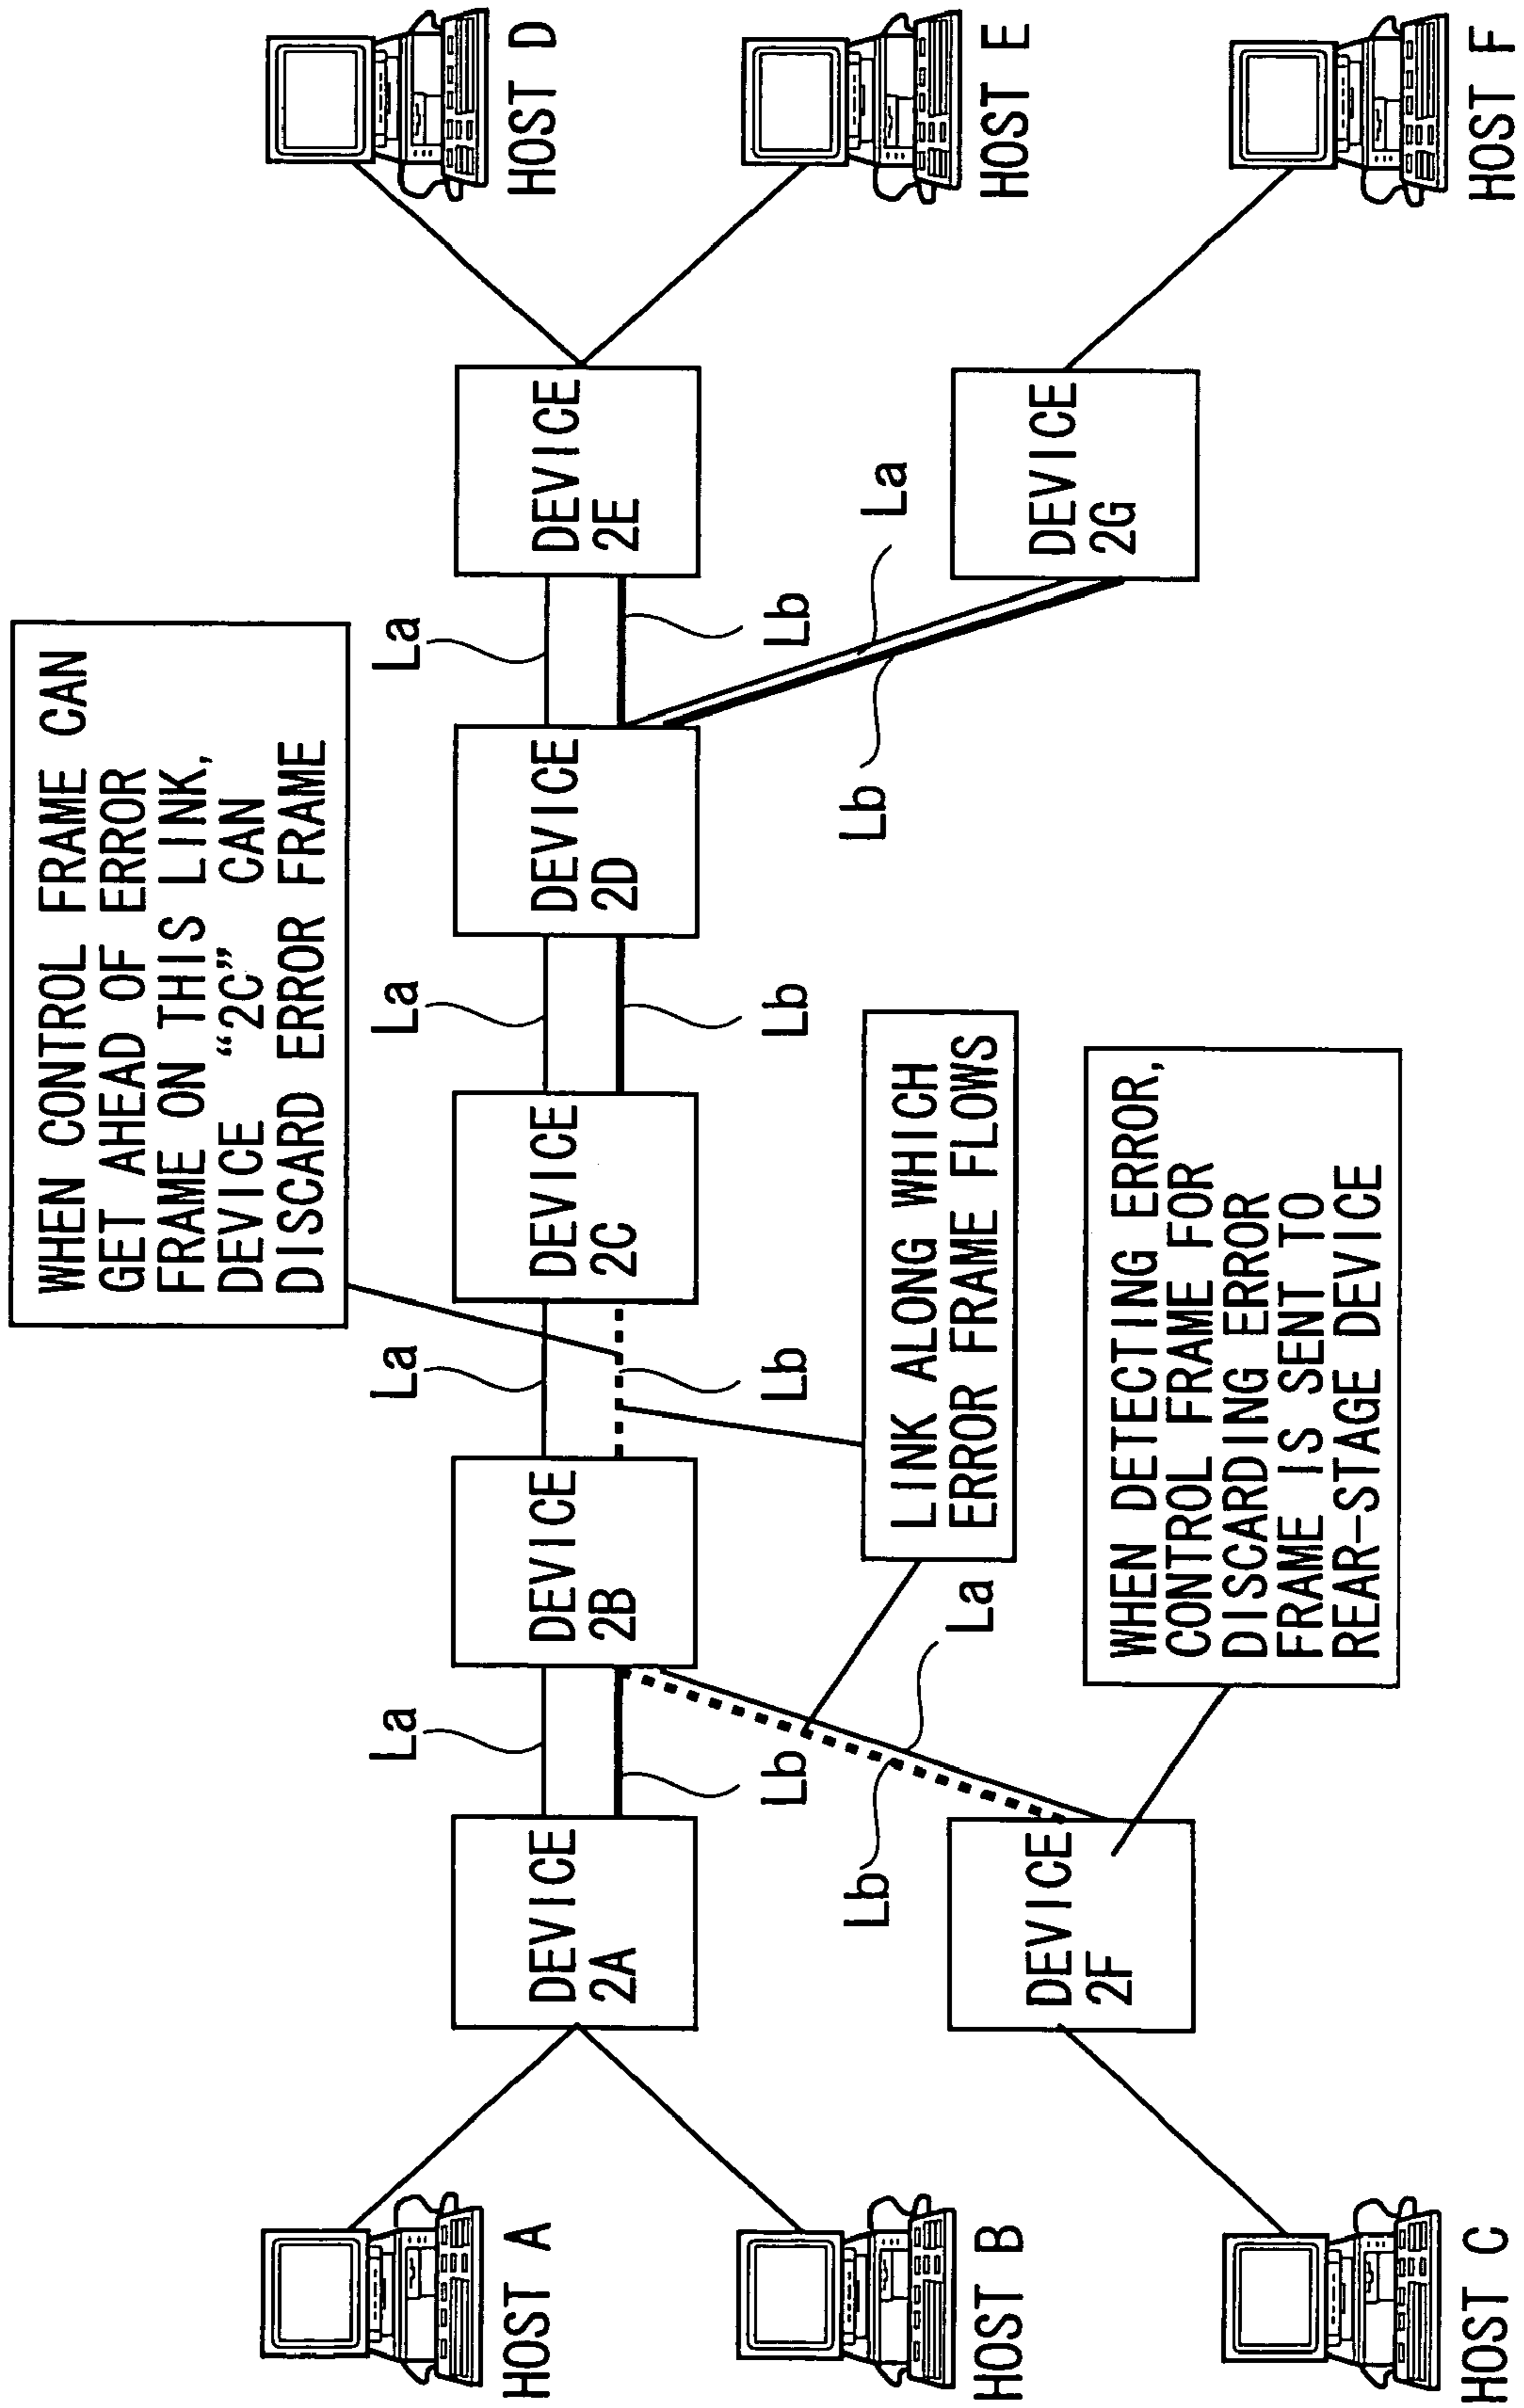 WHEN CONTROL FRAME CAN
GET AHEAD OF ERROR
FRAME ON THIS LINK,
DEVICE “2C” CAN
DISCARD ERROR FRAME
La
La
La
La
HOST A
DEVICE
2A
DEVICE
2B
DEVICE
2C
DEVICE
2D
DEVICE
2E
HOST D
Lb
Lb
Lb
Lb
HOST B
LINK ALONG WHICH
ERROR FRAME FLOWS
HOST E
Lb
La
Lb
La
DEVICE
2F
DEVICE
2G
WHEN DETECTING ERROR,
CONTROL FRAME FOR
DISCARDING ERROR
FRAME IS SENT TO
REAR-STAGE DEVICE
HOST C
HOST F